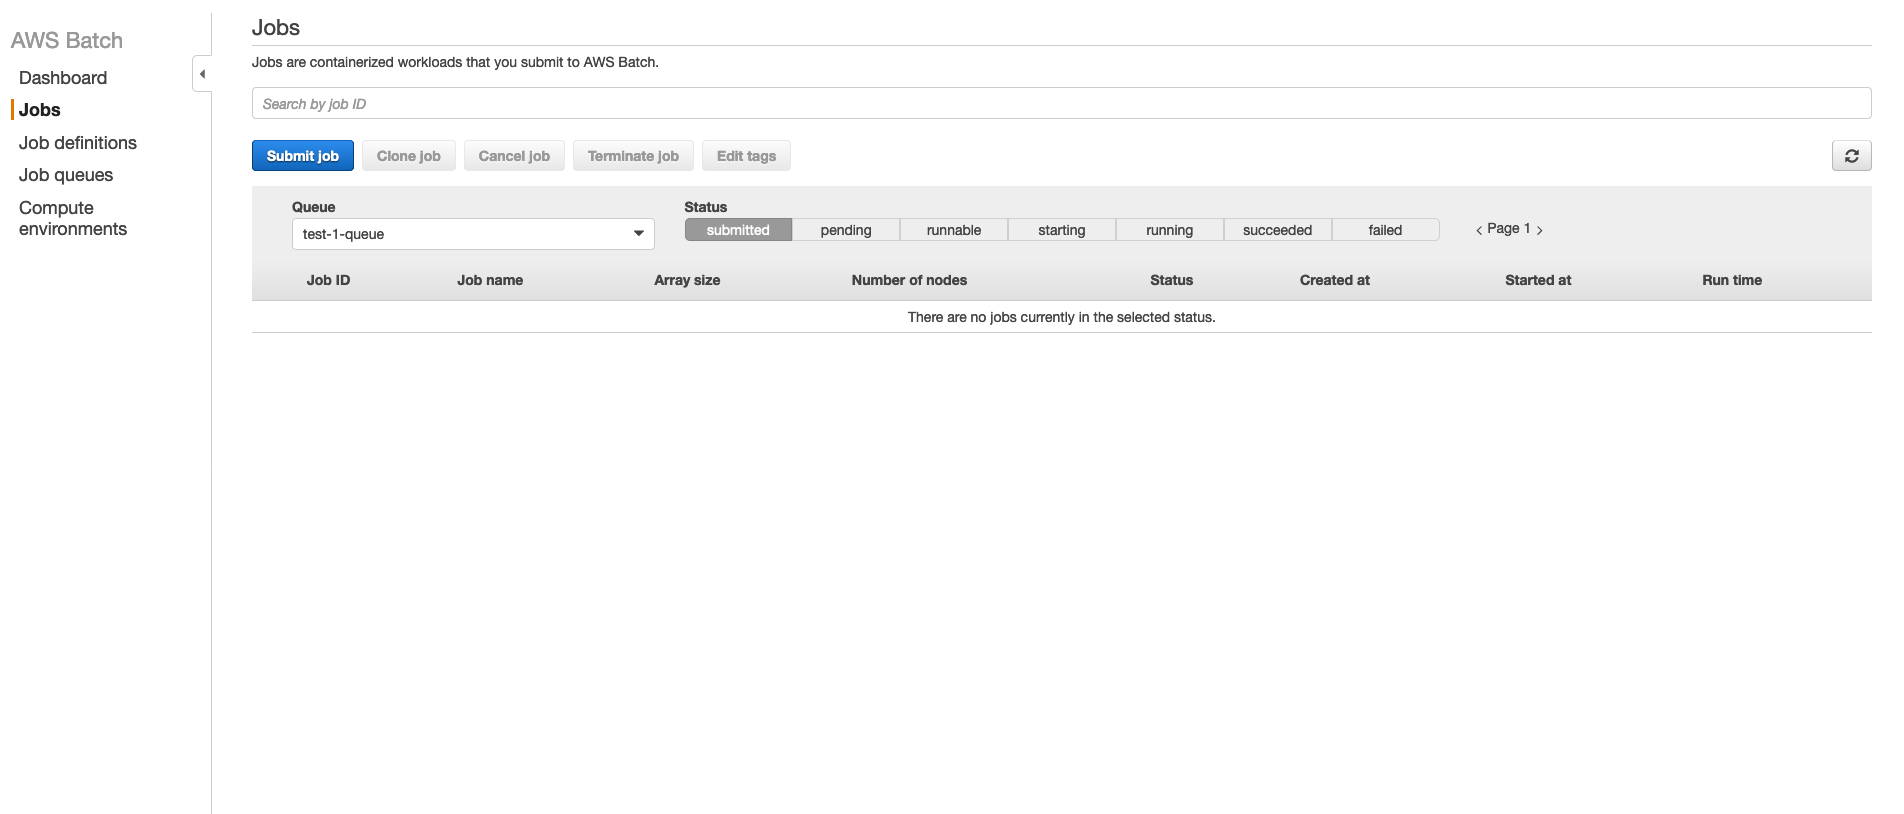 AWS Batch
Dashboard
Jobs
Job definitions
Job queues
Compute
environments
Jobs
Jobs are containerized workloads that you submit to AWS Batch.
Search by job ID
Submit job Clone job Cancel job Terminate job Edit tags
Queue Status
test-1-queue submitted pending runnable starting running succeeded failed Page 1
Job ID Job name Array size Number of nodes Status Created at Started at Run time
There are no jobs currently in the selected status.